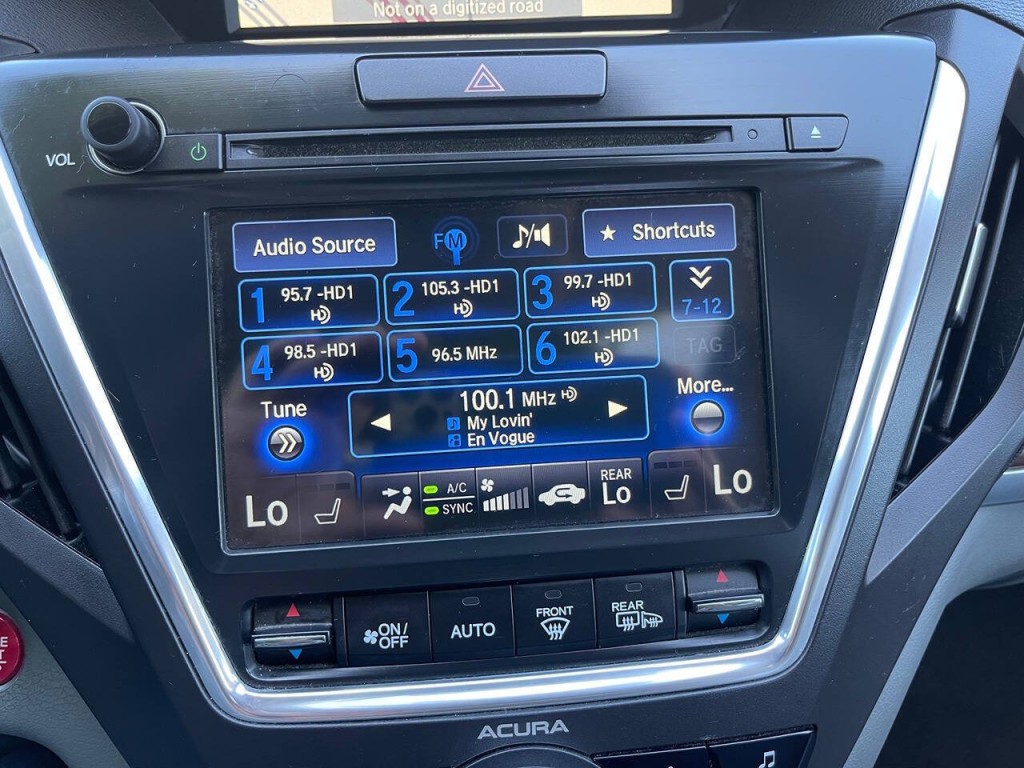 Not on a digitized road
VOL
Audio Source
FM
Shortcuts
1 95.7 -HD1
2 105.3 -HD1
3 99.7 -HD1
7-12
4 98.5 -HD1
5 96.5 MHz
6 102.1 -HD1
TAG
Tune
100.1 MHz
My Lovin'
En Vogue
More...
Lo
A/C
SYNC
REAR
Lo
Lo
ON/
OFF
AUTO
FRONT
REAR
ACURA